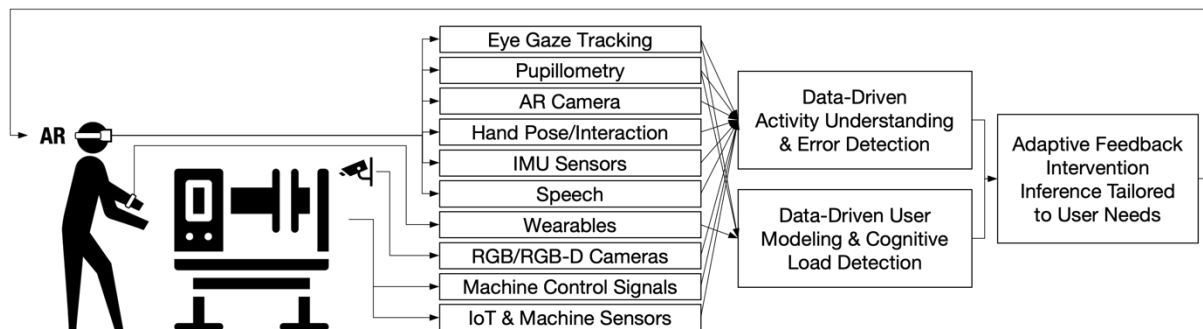 AR
Eye Gaze Tracking
Pupillometry
AR Camera
Hand Pose/Interaction
IMU Sensors
Speech
Wearables
RGB/RGB-D Cameras
Machine Control Signals
IoT & Machine Sensors
Data-Driven
Activity Understanding
& Error Detection
Data-Driven User
Modeling & Cognitive
Load Detection
Adaptive Feedback
Intervention
Inference Tailored
to User Needs